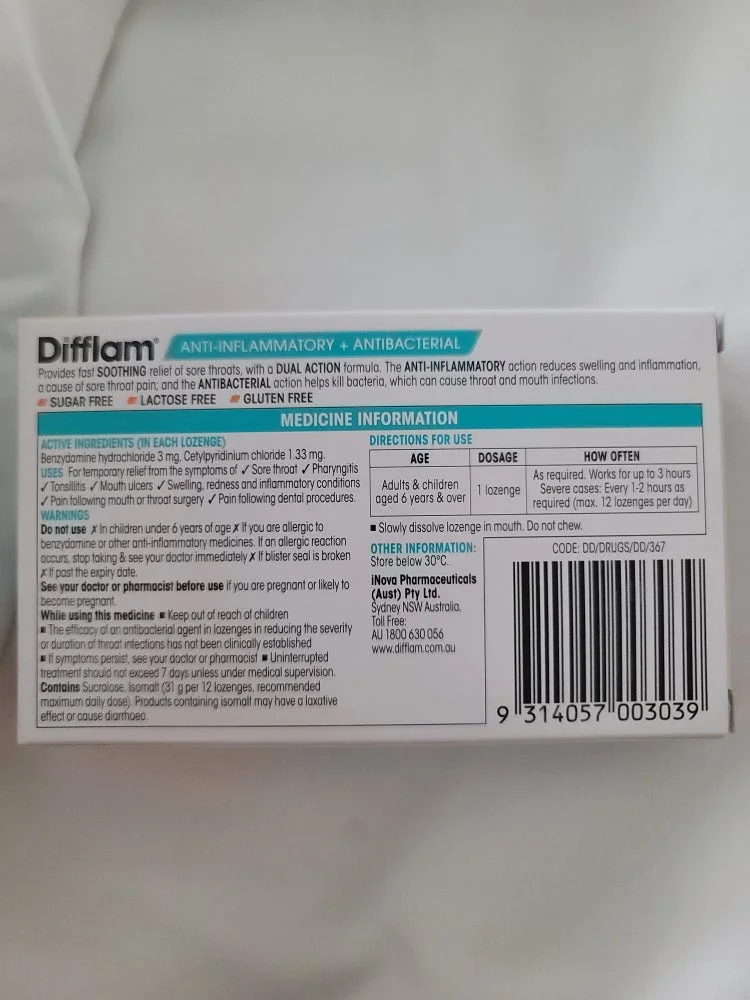 Difflam® ANTI-INFLAMMATORY + ANTIBACTERIAL
Provides fast SOOTHING relief of sore throats, with a DUAL ACTION formula. The ANTI-INFLAMMATORY action reduces swelling and inflammation,
a cause of sore throat pain; and the ANTIBACTERIAL action helps kill bacteria, which can cause throat and mouth infections.
SUGAR FREE LACTOSE FREE GLUTEN FREE
MEDICINE INFORMATION
ACTIVE INGREDIENTS (IN EACH LOZENGE)
Benzydamine hydrochloride 3 mg, Cetylpyridinium chloride 1.33 mg.
USES For temporary relief from the symptoms of ✓ Sore throat ✓ Pharyngitis
✓ Tonsillitis ✓ Mouth ulcers ✓ Swelling, redness and inflammatory conditions
✓ Pain following mouth or throat surgery ✓ Pain following dental procedures.
WARNINGS
Do not use ✗ In children under 6 years of age ✗ If you are allergic to
benzydamine or other anti-inflammatory medicines. If an allergic reaction
occurs, stop taking & see your doctor immediately ✗ If blister seal is broken
✗ If past the expiry date.
See your doctor or pharmacist before use if you are pregnant or likely to
become pregnant.
While using this medicine ■ Keep out of reach of children
■ The efficacy of an antibacterial agent in lozenges in reducing the severity
or duration of throat infections has not been clinically established
■ If symptoms persist, see your doctor or pharmacist ■ Uninterrupted
treatment should not exceed 7 days unless under medical supervision.
Contains Sucralose, Isomalt (31 g per 12 lozenges, recommended
maximum daily dose). Products containing isomalt may have a laxative
effect or cause diarrhoea.
DIRECTIONS FOR USE
AGE DOSAGE HOW OFTEN
Adults & children
aged 6 years & over
1 lozenge
As required. Works for up to 3 hours
Severe cases: Every 1-2 hours as
required (max. 12 lozenges per day)
■ Slowly dissolve lozenge in mouth. Do not chew.
OTHER INFORMATION:
Store below 30°C.
iNova Pharmaceuticals
(Aust) Pty Ltd.
Sydney NSW Australia.
Toll Free:
AU 1800 630 056
www.difflam.com.au
CODE: DD/DRUGS/DD/367
9 314057 003039